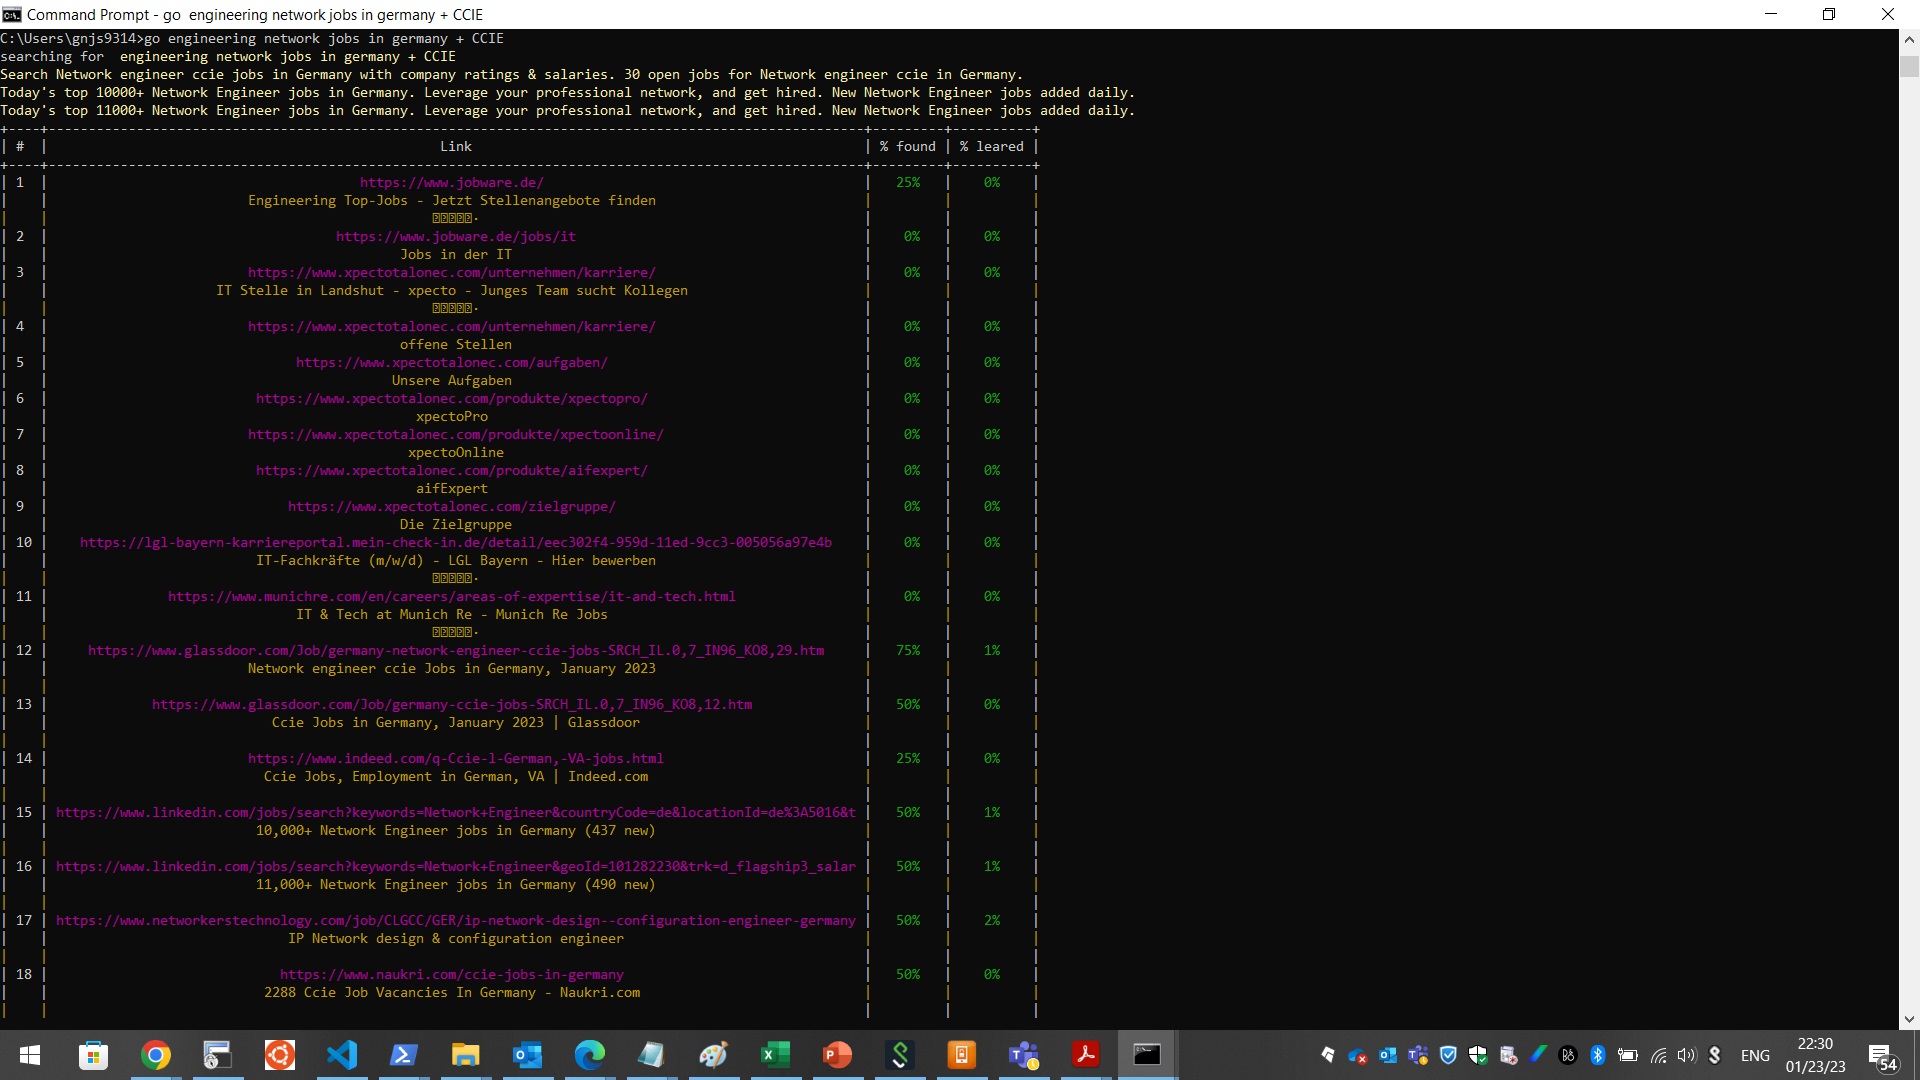 Command Prompt - go  engineering network jobs in germany + CCIE
C:\Users\gnjs9314>go engineering network jobs in germany + CCIE
searching for  engineering network jobs in germany + CCIE
Search Network engineer ccie jobs in Germany with company ratings & salaries. 30 open jobs for Network engineer ccie in Germany.
Today's top 10000+ Network Engineer jobs in Germany. Leverage your professional network, and get hired. New Network Engineer jobs added daily.
Today's top 11000+ Network Engineer jobs in Germany. Leverage your professional network, and get hired. New Network Engineer jobs added daily.
# Link % found % leared
1 https://www.jobware.de/ 25% 0%
Engineering Top-Jobs - Jetzt Stellenangebote finden
2 https://www.jobware.de/jobs/it 0% 0%
Jobs in der IT
3 https://www.xpectotalonec.com/unternehmen/karriere/ 0% 0%
IT Stelle in Landshut - xpecto - Junges Team sucht Kollegen
4 https://www.xpectotalonec.com/unternehmen/karriere/ 0% 0%
offene Stellen
5 https://www.xpectotalonec.com/aufgaben/ 0% 0%
Unsere Aufgaben
6 https://www.xpectotalonec.com/produkte/xpectopro/ 0% 0%
xpectoPro
7 https://www.xpectotalonec.com/produkte/xpectoonline/ 0% 0%
xpectoOnline
8 https://www.xpectotalonec.com/produkte/aifexpert/ 0% 0%
aifExpert
9 https://www.xpectotalonec.com/zielgruppe/ 0% 0%
Die Zielgruppe
10 https://lgl-bayern-karriereportal.mein-check-in.de/detail/eec302f4-959d-11ed-9cc3-005056a97e4b 0% 0%
IT-Fachkräfte (m/w/d) - LGL Bayern - Hier bewerben
11 https://www.munichre.com/en/careers/areas-of-expertise/it-and-tech.html 0% 0%
IT & Tech at Munich Re - Munich Re Jobs
12 https://www.glassdoor.com/Job/germany-network-engineer-ccie-jobs-SRCH_IL.0,7_IN96_KO8,29.htm 75% 1%
Network engineer ccie Jobs in Germany, January 2023
13 https://www.glassdoor.com/Job/germany-ccie-jobs-SRCH_IL.0,7_IN96_KO8,12.htm 50% 0%
Ccie Jobs in Germany, January 2023 | Glassdoor
14 https://www.indeed.com/q-Ccie-l-German,-VA-jobs.html 25% 0%
Ccie Jobs, Employment in German, VA | Indeed.com
15 https://www.linkedin.com/jobs/search?keywords=Network+Engineer&countryCode=de&locationId=de%3A5016&t 50% 1%
10,000+ Network Engineer jobs in Germany (437 new)
16 https://www.linkedin.com/jobs/search?keywords=Network+Engineer&geoId=101282230&trk=d_flagship3_salar 50% 1%
11,000+ Network Engineer jobs in Germany (490 new)
17 https://www.networkerstechnology.com/job/CLGCC/GER/ip-network-design--configuration-engineer-germany 50% 2%
IP Network design & configuration engineer
18 https://www.naukri.com/ccie-jobs-in-germany 50% 0%
2288 Ccie Job Vacancies In Germany - Naukri.com
ENG
22:30
01/23/23
54